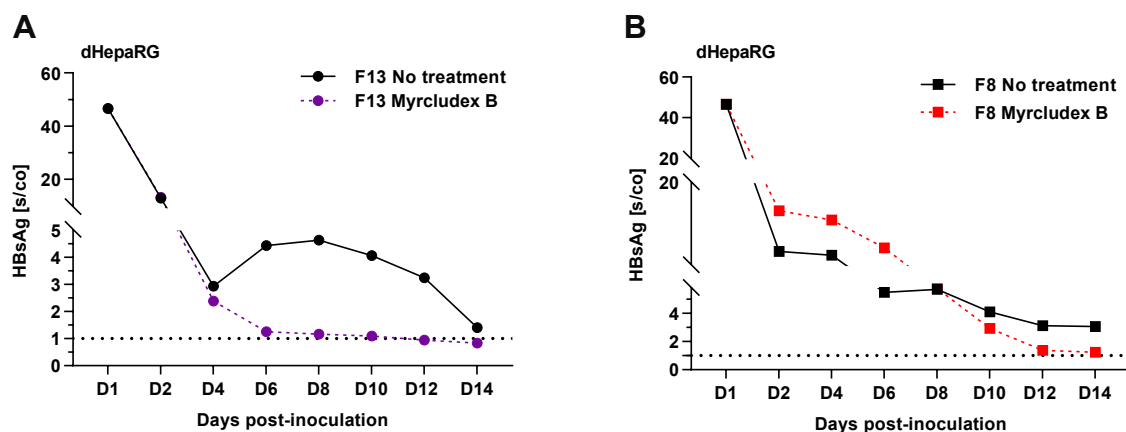 A
dHepaRG
F13 No treatment
F13 Myrcludex B
HBsAg [s/co]
60
40
20
5
4
3
2
1
0
D1 D2 D4 D6 D8 D10 D12 D14
Days post-inoculation
B
dHepaRG
F8 No treatment
F8 Myrcludex B
HBsAg [s/co]
60
40
20
20
4
2
0
D1 D2 D4 D6 D8 D10 D12 D14
Days post-inoculation